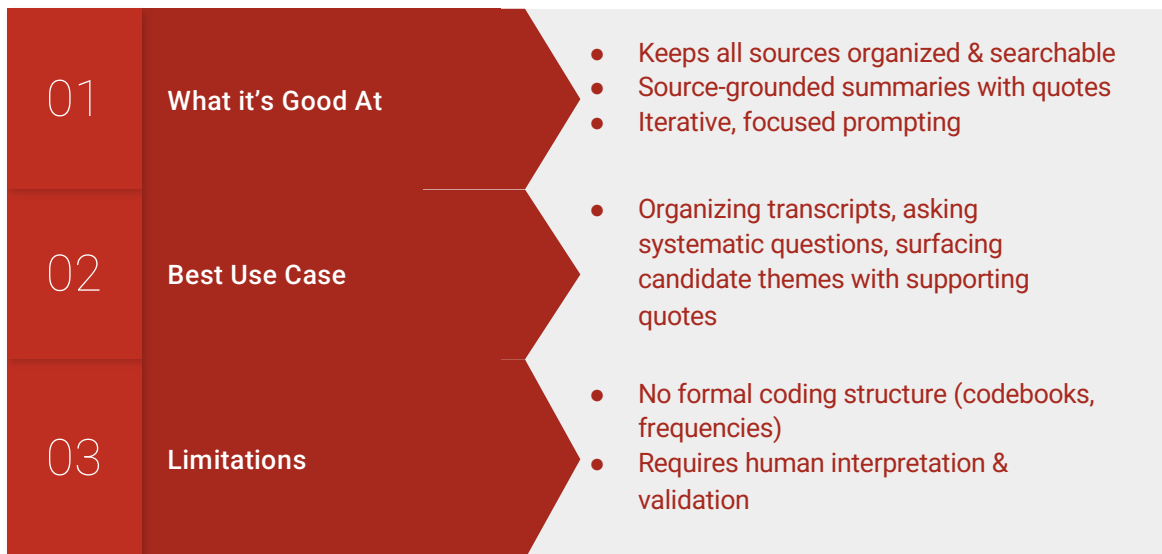 01
What it's Good At
● Keeps all sources organized & searchable
● Source-grounded summaries with quotes
● Iterative, focused prompting
02
Best Use Case
● Organizing transcripts, asking
systematic questions, surfacing
candidate themes with supporting
quotes
03
Limitations
● No formal coding structure (codebooks,
frequencies)
● Requires human interpretation &
validation